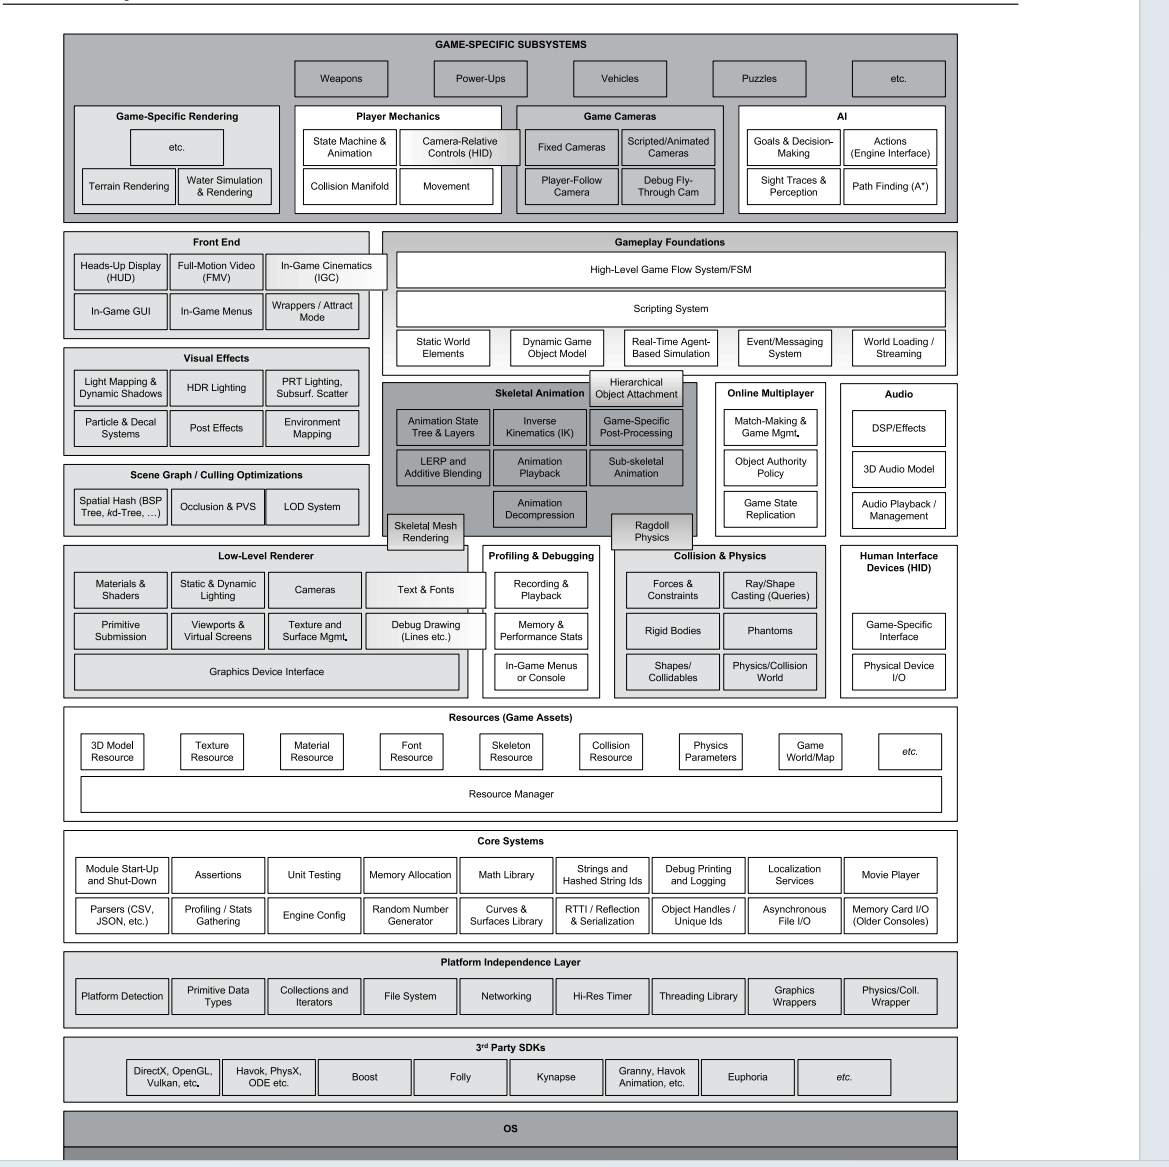 GAME-SPECIFIC SUBSYSTEMS
Weapons
Power-Ups
Vehicles
Puzzles
etc.
Game-Specific Rendering
etc.
Terrain Rendering
Water Simulation
& Rendering
Player Mechanics
State Machine &
Animation
Camera-Relative
Controls (HID)
Collision Manifold
Movement
Game Cameras
Fixed Cameras
Scripted/Animated
Cameras
Player-Follow
Camera
Debug Fly-
Through Cam
AI
Goals & Decision-
Making
Actions
(Engine Interface)
Sight Traces &
Perception
Path Finding (A*)
Front End
Heads-Up Display
(HUD)
Full-Motion Video
(FMV)
In-Game Cinematics
(IGC)
In-Game GUI
In-Game Menus
Wrappers / Attract
Mode
Gameplay Foundations
High-Level Game Flow System/FSM
Scripting System
Static World
Elements
Dynamic Game
Object Model
Real-Time Agent-
Based Simulation
Event/Messaging
System
World Loading /
Streaming
Visual Effects
Light Mapping &
Dynamic Shadows
HDR Lighting
PRT Lighting,
Subsurf. Scatter
Particle & Decal
Systems
Post Effects
Environment
Mapping
Scene Graph / Culling Optimizations
Spatial Hash (BSP
Tree, kd-Tree, …)
Occlusion & PVS
LOD System
Skeletal Animation
Hierarchical
Object Attachment
Animation State
Tree & Layers
Inverse
Kinematics (IK)
Game-Specific
Post-Processing
LERP and
Additive Blending
Animation
Playback
Sub-skeletal
Animation
Animation
Decompression
Skeletal Mesh
Rendering
Ragdoll
Physics
Online Multiplayer
Match-Making &
Game Mgmt.
Object Authority
Policy
Game State
Replication
Audio
DSP/Effects
3D Audio Model
Audio Playback /
Management
Low-Level Renderer
Materials &
Shaders
Static & Dynamic
Lighting
Cameras
Text & Fonts
Primitive
Submission
Viewports &
Virtual Screens
Texture and
Surface Mgmt.
Debug Drawing
(Lines etc.)
Graphics Device Interface
Profiling & Debugging
Recording &
Playback
Memory &
Performance Stats
In-Game Menus
or Console
Collision & Physics
Forces &
Constraints
Ray/Shape
Casting (Queries)
Rigid Bodies
Phantoms
Shapes/
Collidables
Physics/Collision
World
Human Interface
Devices (HID)
Game-Specific
Interface
Physical Device
I/O
Resources (Game Assets)
3D Model
Resource
Texture
Resource
Material
Resource
Font
Resource
Skeleton
Resource
Collision
Resource
Physics
Parameters
Game
World/Map
etc.
Resource Manager
Core Systems
Module Start-Up
and Shut-Down
Assertions
Unit Testing
Memory Allocation
Math Library
Strings and
Hashed String Ids
Debug Printing
and Logging
Localization
Services
Movie Player
Parsers (CSV,
JSON, etc.)
Profiling / Stats
Gathering
Engine Config
Random Number
Generator
Curves &
Surfaces Library
RTTI / Reflection
& Serialization
Object Handles /
Unique Ids
Asynchronous
File I/O
Memory Card I/O
(Older Consoles)
Platform Independence Layer
Platform Detection
Primitive Data
Types
Collections and
Iterators
File System
Networking
Hi-Res Timer
Threading Library
Graphics
Wrappers
Physics/Coll.
Wrapper
3rd Party SDKs
DirectX, OpenGL,
Vulkan, etc.
Havok, PhysX,
ODE etc.
Boost
Folly
Kynapse
Granny, Havok
Animation, etc.
Euphoria
etc.
OS